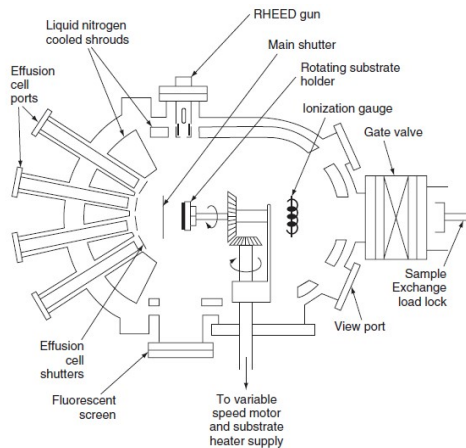 RHEED gun
Liquid nitrogen
cooled shrouds
Main shutter
Rotating substrate
holder
Effusion
cell
ports
Ionization gauge
Gate valve
Sample
Exchange
load lock
View port
Effusion
cell
shutters
Fluorescent
screen
To variable
speed motor
and substrate
heater supply